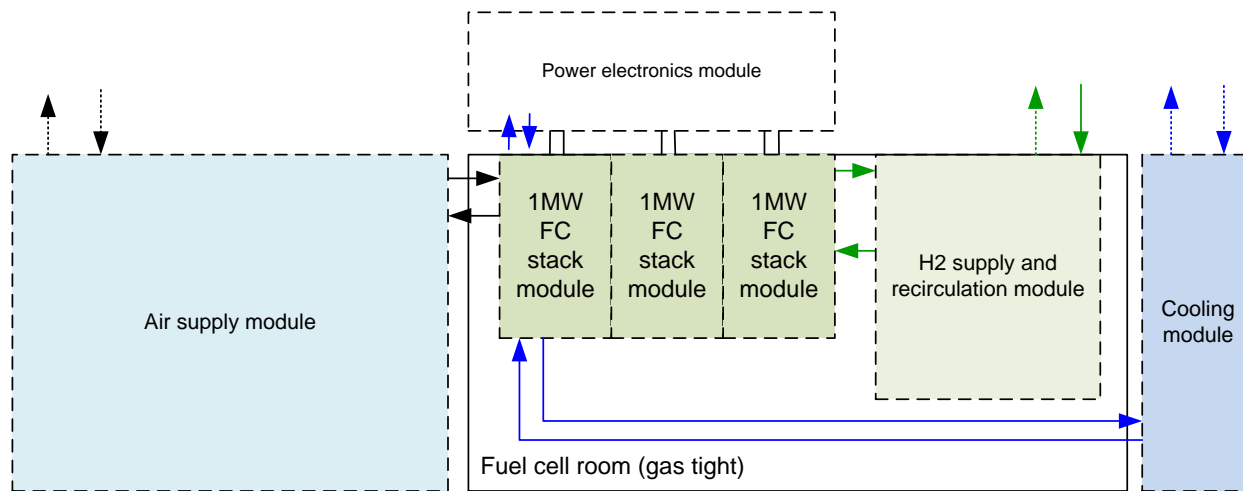 Power electronics module
Air supply module
1MW
FC
stack
module
1MW
FC
stack
module
1MW
FC
stack
module
H2 supply and
recirculation module
Cooling
module
Fuel cell room (gas tight)